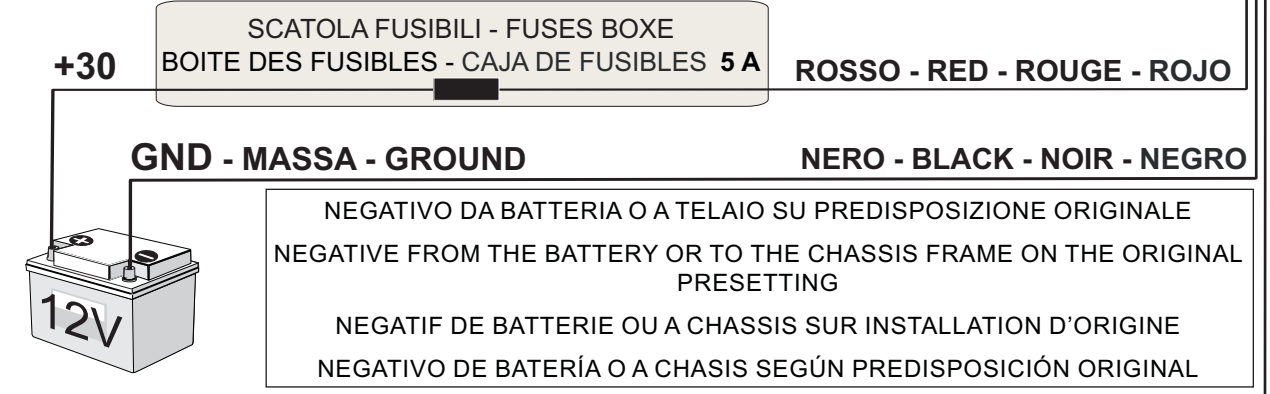 SCATOLA FUSIBILI - FUSES BOXE
BOITE DES FUSIBLES - CAJA DE FUSIBLES 5 A
+30
ROSSO - RED - ROUGE - ROJO
GND - MASSA - GROUND
NERO - BLACK - NOIR - NEGRO
NEGATIVO DA BATTERIA O A TELAIO SU PREDISPOSIZIONE ORIGINALE
NEGATIVE FROM THE BATTERY OR TO THE CHASSIS FRAME ON THE ORIGINAL
PRESETTING
NEGATIF DE BATTERIE OU A CHASSIS SUR INSTALLATION D’ORIGINE
NEGATIVO DE BATERÍA O A CHASIS SEGÚN PREDISPOSICIÓN ORIGINAL
12V